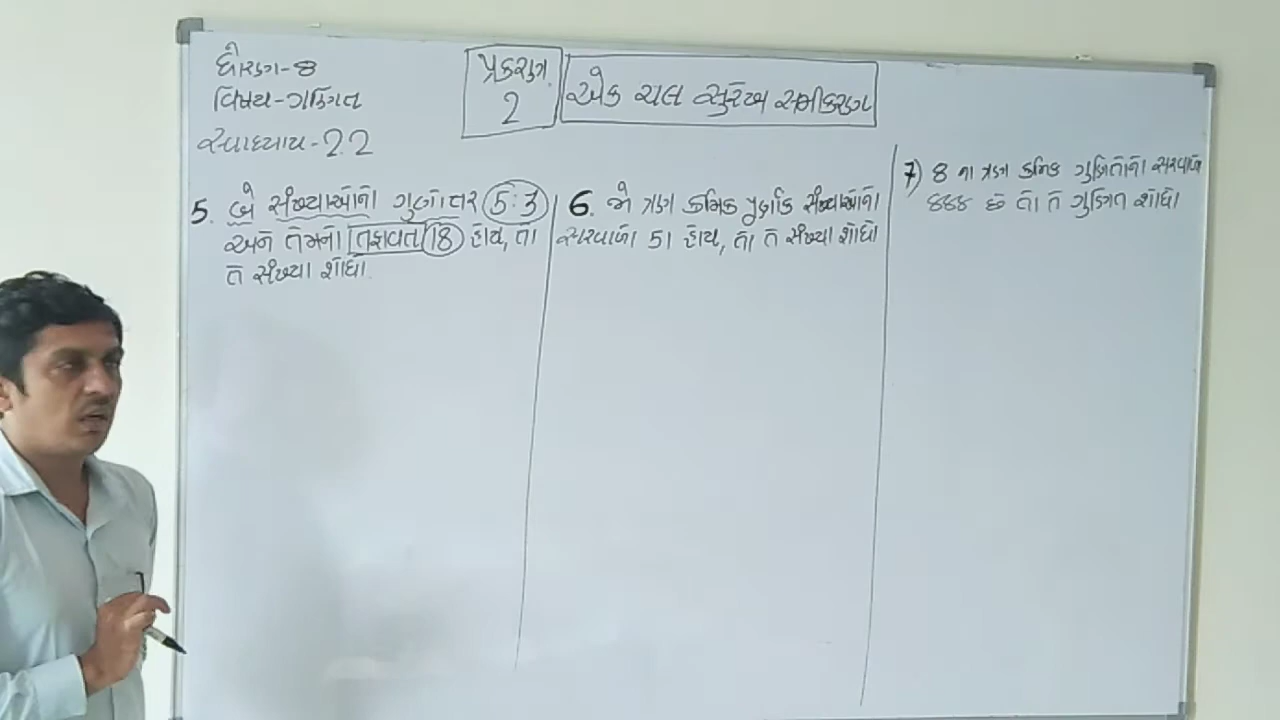 ધોરણ-8
વિષય-ગણિત
સ્વાધ્યાય-2.2
પ્રકરણ
2
એક ચલ સુરેખ સમીકરણ
5. બે સંખ્યાઓનો ગુણોત્તર 5:3
અને તેમનો તફાવત 18 હોય, તો
તે સંખ્યા શોધો.
6. જો ત્રણ ક્રમિક પૂર્ણાંક સંખ્યાઓનો
સરવાળો 51 હોય, તો તે સંખ્યા શોધો
7) 8 ના ત્રણ ક્રમિક ગુણિતોનો સરવાળો
888 છે તો તે ગુણિત શોધો